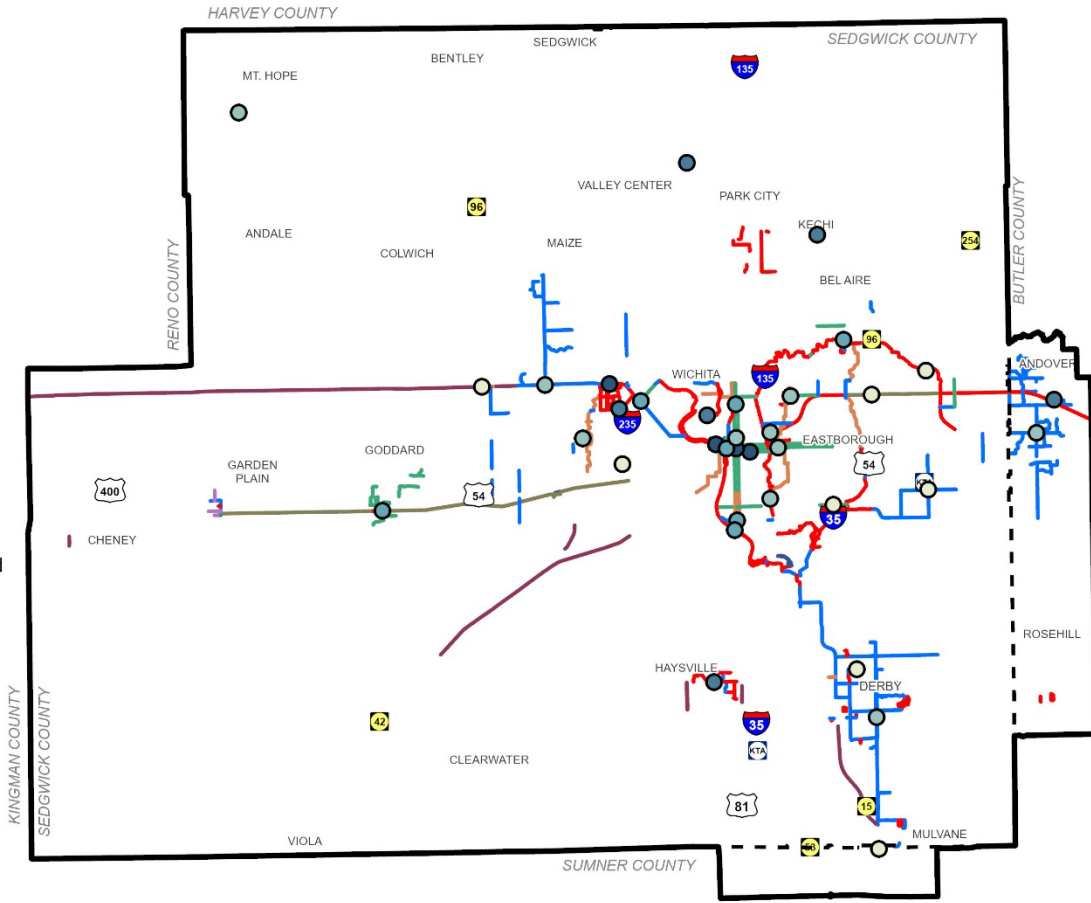 HARVEY COUNTY
SEDGWICK
SEDGWICK COUNTY
BENTLEY
135
MT. HOPE
VALLEY CENTER
PARK CITY
96
KECHI
ANDALE
MAIZE
254
COLWICH
BUTLER COUNTY
RENO COUNTY
BEL AIRE
96
ANDOVER
WICHITA
135
235
EASTBOROUGH
GODDARD
GARDEN
PLAIN
54
400
54
KTA
35
CHENEY
ROSEHILL
HAYSVILLE
DERBY
KINGMAN COUNTY
SEDGWICK COUNTY
42
35
KTA
CLEARWATER
81
15
MULVANE
VIOLA
53
SUMNER COUNTY